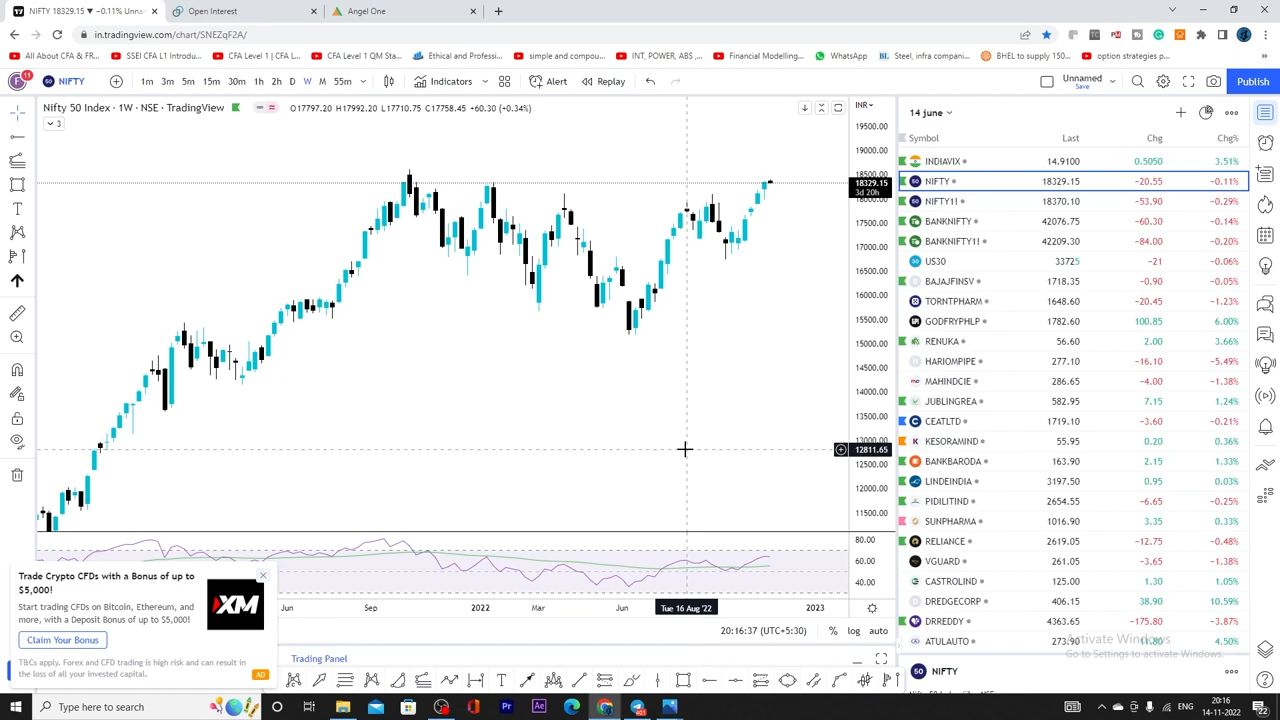 NIFTY 18329.15 ▼ −0.11% Unna
Open Interest
Angel One
in.tradingview.com/chart/SNEZqF2A/
All About CFA & FR...
SSEI CFA L1 Introdu...
CFA Level 1 | CFA L...
CFA Level 1 QM Sta...
Ethical and Professi...
simple and compou...
INT, POWER, ABS ,...
Financial Modelling...
WhatsApp
Steel, infra compani...
BHEL to supply 150...
option strategies p...
11
NIFTY
1m 3m 5m 15m 30m 1h 2h D W M 55m
Indicators
Alert
Replay
Unnamed
Save
Publish
Nifty 50 Index · 1W · NSE · TradingView
O17797.20 H17992.20 L17710.75 C17758.45 +60.30 (+0.34%)
3
INR
19500.00
19000.00
18500.00
18329.15
3d 20h
18000.00
17500.00
17000.00
16500.00
16000.00
15500.00
15000.00
14500.00
14000.00
13500.00
13000.00
12811.65
12500.00
12000.00
11500.00
80.00
60.00
40.00
Jun Sep 2022 Mar Jun Tue 16 Aug '22 2023
20:16:37 (UTC+5:30) % log auto
Trading Panel
Trade Crypto CFDs with a Bonus of up to
$5,000!
Start trading CFDs on Bitcoin, Ethereum, and
more, with a Deposit Bonus of up to $5,000!
Claim Your Bonus
T&Cs apply. Forex and CFD trading is high risk and can result in
the loss of all your invested capital.
AD
XM
14 june
Symbol Last Chg Chg%
INDIAVIX 14.9100 0.5050 3.51%
NIFTY 18329.15 −20.55 −0.11%
NIFTY1! 18370.10 −53.90 −0.29%
BANKNIFTY 42076.75 −60.30 −0.14%
BANKNIFTY1! 42209.30 −84.00 −0.20%
US30 33725 −21 −0.06%
BAJAJFINSV 1718.35 −0.90 −0.05%
TORNTPHARM 1648.60 −20.45 −1.23%
GODFRYPHLP 1782.60 100.85 6.00%
RENUKA 56.60 2.00 3.66%
HARIOMPIPE 277.10 −16.10 −5.49%
MAHINDCIE 286.65 −4.00 −1.38%
JUBLINGREA 582.95 7.15 1.24%
CEATLTD 1719.10 −3.60 −0.21%
KESORAMIND 55.95 0.20 0.36%
BANKBARODA 163.90 2.15 1.33%
LINDEINDIA 3197.50 0.95 0.03%
PIDILITIND 2654.55 −6.65 −0.25%
SUNPHARMA 1016.90 3.35 0.33%
RELIANCE 2619.05 −12.75 −0.48%
VGUARD 261.05 −3.65 −1.38%
CASTROLIND 125.00 1.30 1.05%
DREDGECORP 406.15 38.90 10.59%
DRREDDY 4363.65 −175.80 −3.87%
ATULAUTO 273.90 11.80 4.50%
Activate Windows
Go to Settings to activate Windows.
NIFTY
Type here to search
ENG
20:16
14-11-2022
22